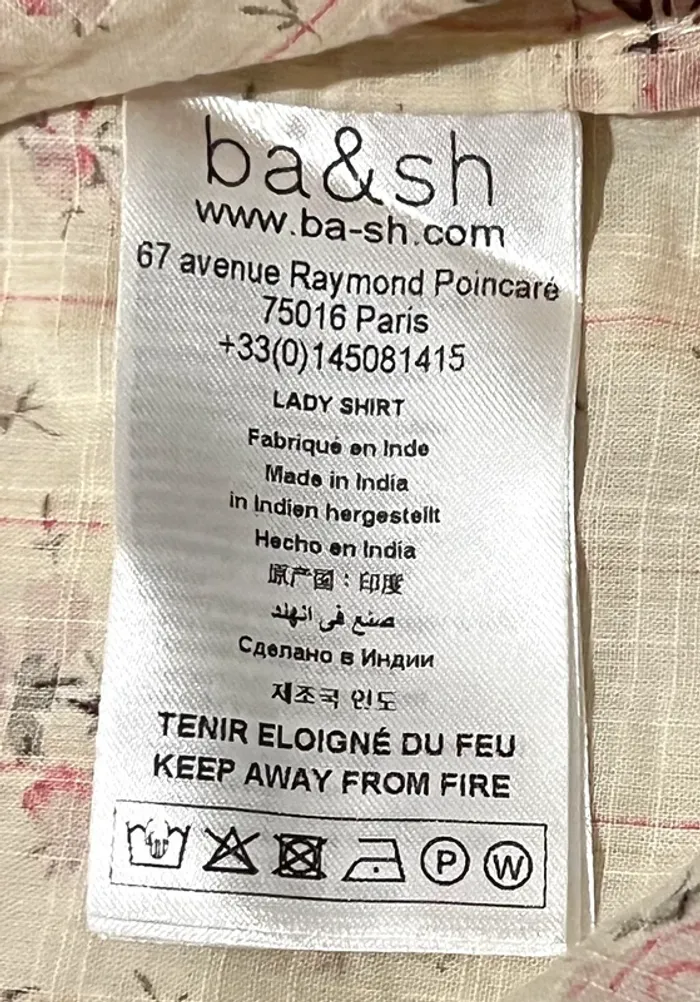 ba&sh
www.ba-sh.com
67 avenue Raymond Poincaré
75016 Paris
+33(0)145081415
LADY SHIRT
Fabriqué en Inde
Made in India
in Indien hergestellt
Hecho en India
原产国：印度
صنع في انهند
Сделано в Индии
제조국 인도
TENIR ELOIGNÉ DU FEU
KEEP AWAY FROM FIRE
P W